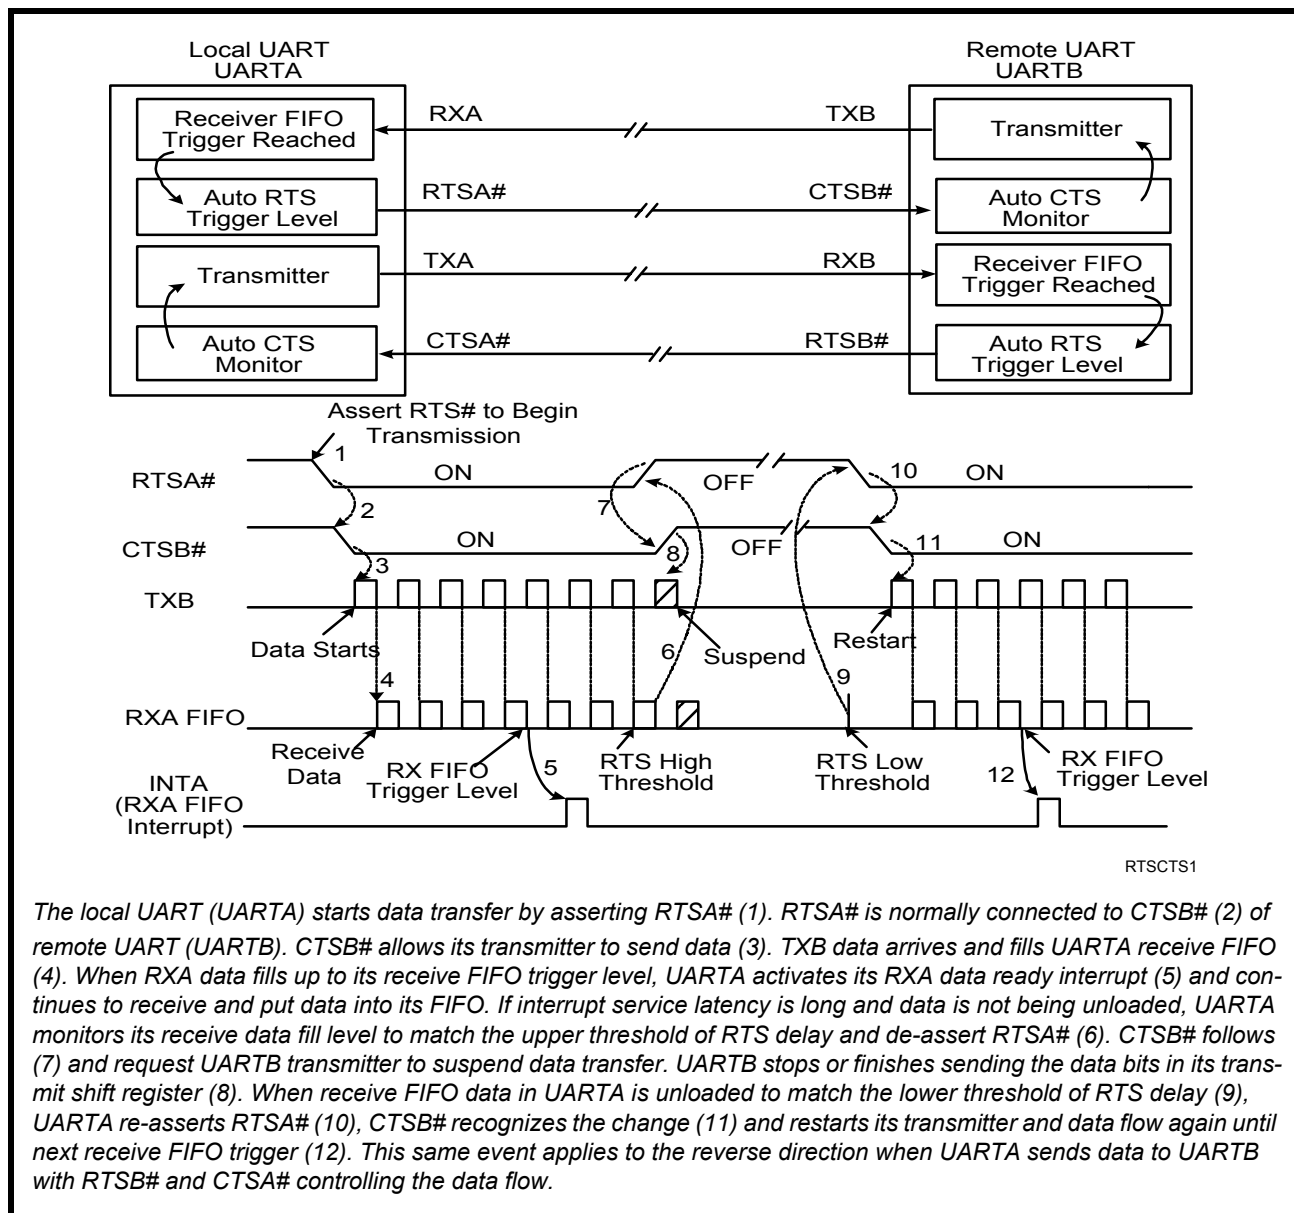 Local UART
UARTA
Remote UART
UARTB
Receiver FIFO
Trigger Reached
RXA
TXB
Transmitter
Auto RTS
Trigger Level
RTSA#
CTSB#
Auto CTS
Monitor
Transmitter
TXA
RXB
Receiver FIFO
Trigger Reached
Auto CTS
Monitor
CTSA#
RTSB#
Auto RTS
Trigger Level
Assert RTS# to Begin
Transmission
1
RTSA#
ON
OFF
10
ON
2
7
CTSB#
ON
8
OFF
11
ON
3
TXB
Data Starts
6
Suspend
Restart
4
9
RXA FIFO
Receive
Data
RX FIFO
Trigger Level
5
RTS High
Threshold
RTS Low
Threshold
12
RX FIFO
Trigger Level
INTA
(RXA FIFO
Interrupt)
RTSCTS1
The local UART (UARTA) starts data transfer by asserting RTSA# (1). RTSA# is normally connected to CTSB# (2) of
remote UART (UARTB). CTSB# allows its transmitter to send data (3). TXB data arrives and fills UARTA receive FIFO
(4). When RXA data fills up to its receive FIFO trigger level, UARTA activates its RXA data ready interrupt (5) and con-
tinues to receive and put data into its FIFO. If interrupt service latency is long and data is not being unloaded, UARTA
monitors its receive data fill level to match the upper threshold of RTS delay and de-assert RTSA# (6). CTSB# follows
(7) and request UARTB transmitter to suspend data transfer. UARTB stops or finishes sending the data bits in its trans-
mit shift register (8). When receive FIFO data in UARTA is unloaded to match the lower threshold of RTS delay (9),
UARTA re-asserts RTSA# (10), CTSB# recognizes the change (11) and restarts its transmitter and data flow again until
next receive FIFO trigger (12). This same event applies to the reverse direction when UARTA sends data to UARTB
with RTSB# and CTSA# controlling the data flow.